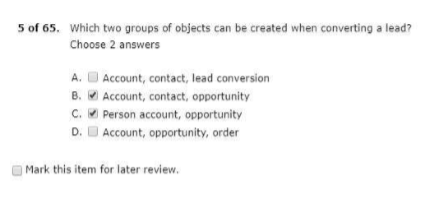 5 of 65. Which two groups of objects can be created when converting a lead?
Choose 2 answers
A. Account, contact, lead conversion
B. Account, contact, opportunity
C. Person account, opportunity
D. Account, opportunity, order
Mark this item for later review.